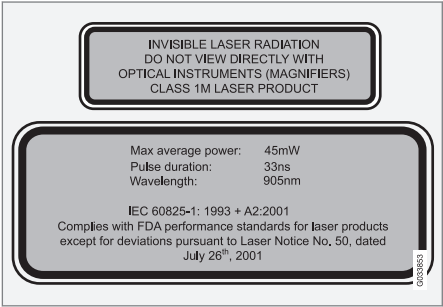 INVISIBLE LASER RADIATION
DO NOT VIEW DIRECTLY WITH
OPTICAL INSTRUMENTS (MAGNIFIERS)
CLASS 1M LASER PRODUCT
Max average power: 45mW
Pulse duration: 33ns
Wavelength: 905nm
IEC 60825-1: 1993 + A2:2001
Complies with FDA performance standards for laser products
except for deviations pursuant to Laser Notice No. 50, dated
July 26th, 2001
G033853